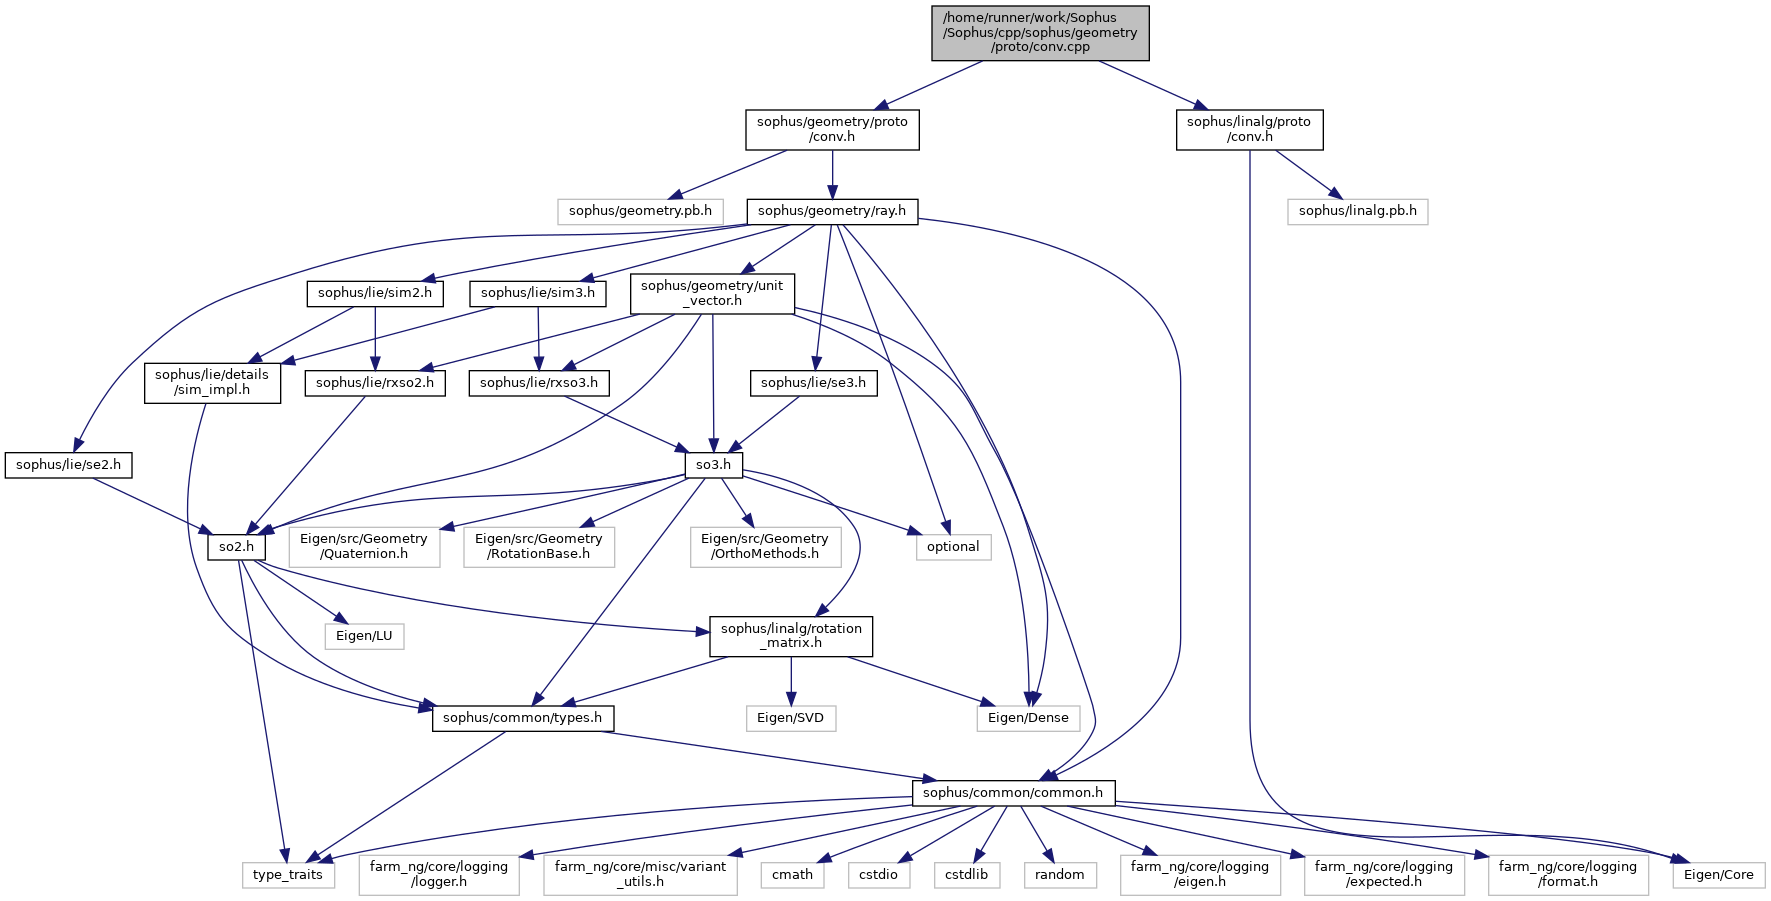 /home/runner/work/Sophus
/Sophus/cpp/sophus/geometry
/proto/conv.cpp
sophus/geometry/proto
/conv.h
sophus/linalg/proto
/conv.h
sophus/geometry.pb.h
sophus/geometry/ray.h
sophus/linalg.pb.h
sophus/lie/sim2.h
sophus/lie/sim3.h
sophus/geometry/unit
_vector.h
sophus/lie/details
/sim_impl.h
sophus/lie/rxso2.h
sophus/lie/rxso3.h
sophus/lie/se3.h
sophus/lie/se2.h
so3.h
so2.h
Eigen/src/Geometry
/Quaternion.h
Eigen/src/Geometry
/RotationBase.h
Eigen/src/Geometry
/OrthoMethods.h
optional
Eigen/LU
sophus/linalg/rotation
_matrix.h
sophus/common/types.h
Eigen/SVD
Eigen/Dense
sophus/common/common.h
type_traits
farm_ng/core/logging
/logger.h
farm_ng/core/misc/variant
_utils.h
cmath
cstdio
cstdlib
random
farm_ng/core/logging
/eigen.h
farm_ng/core/logging
/expected.h
farm_ng/core/logging
/format.h
Eigen/Core